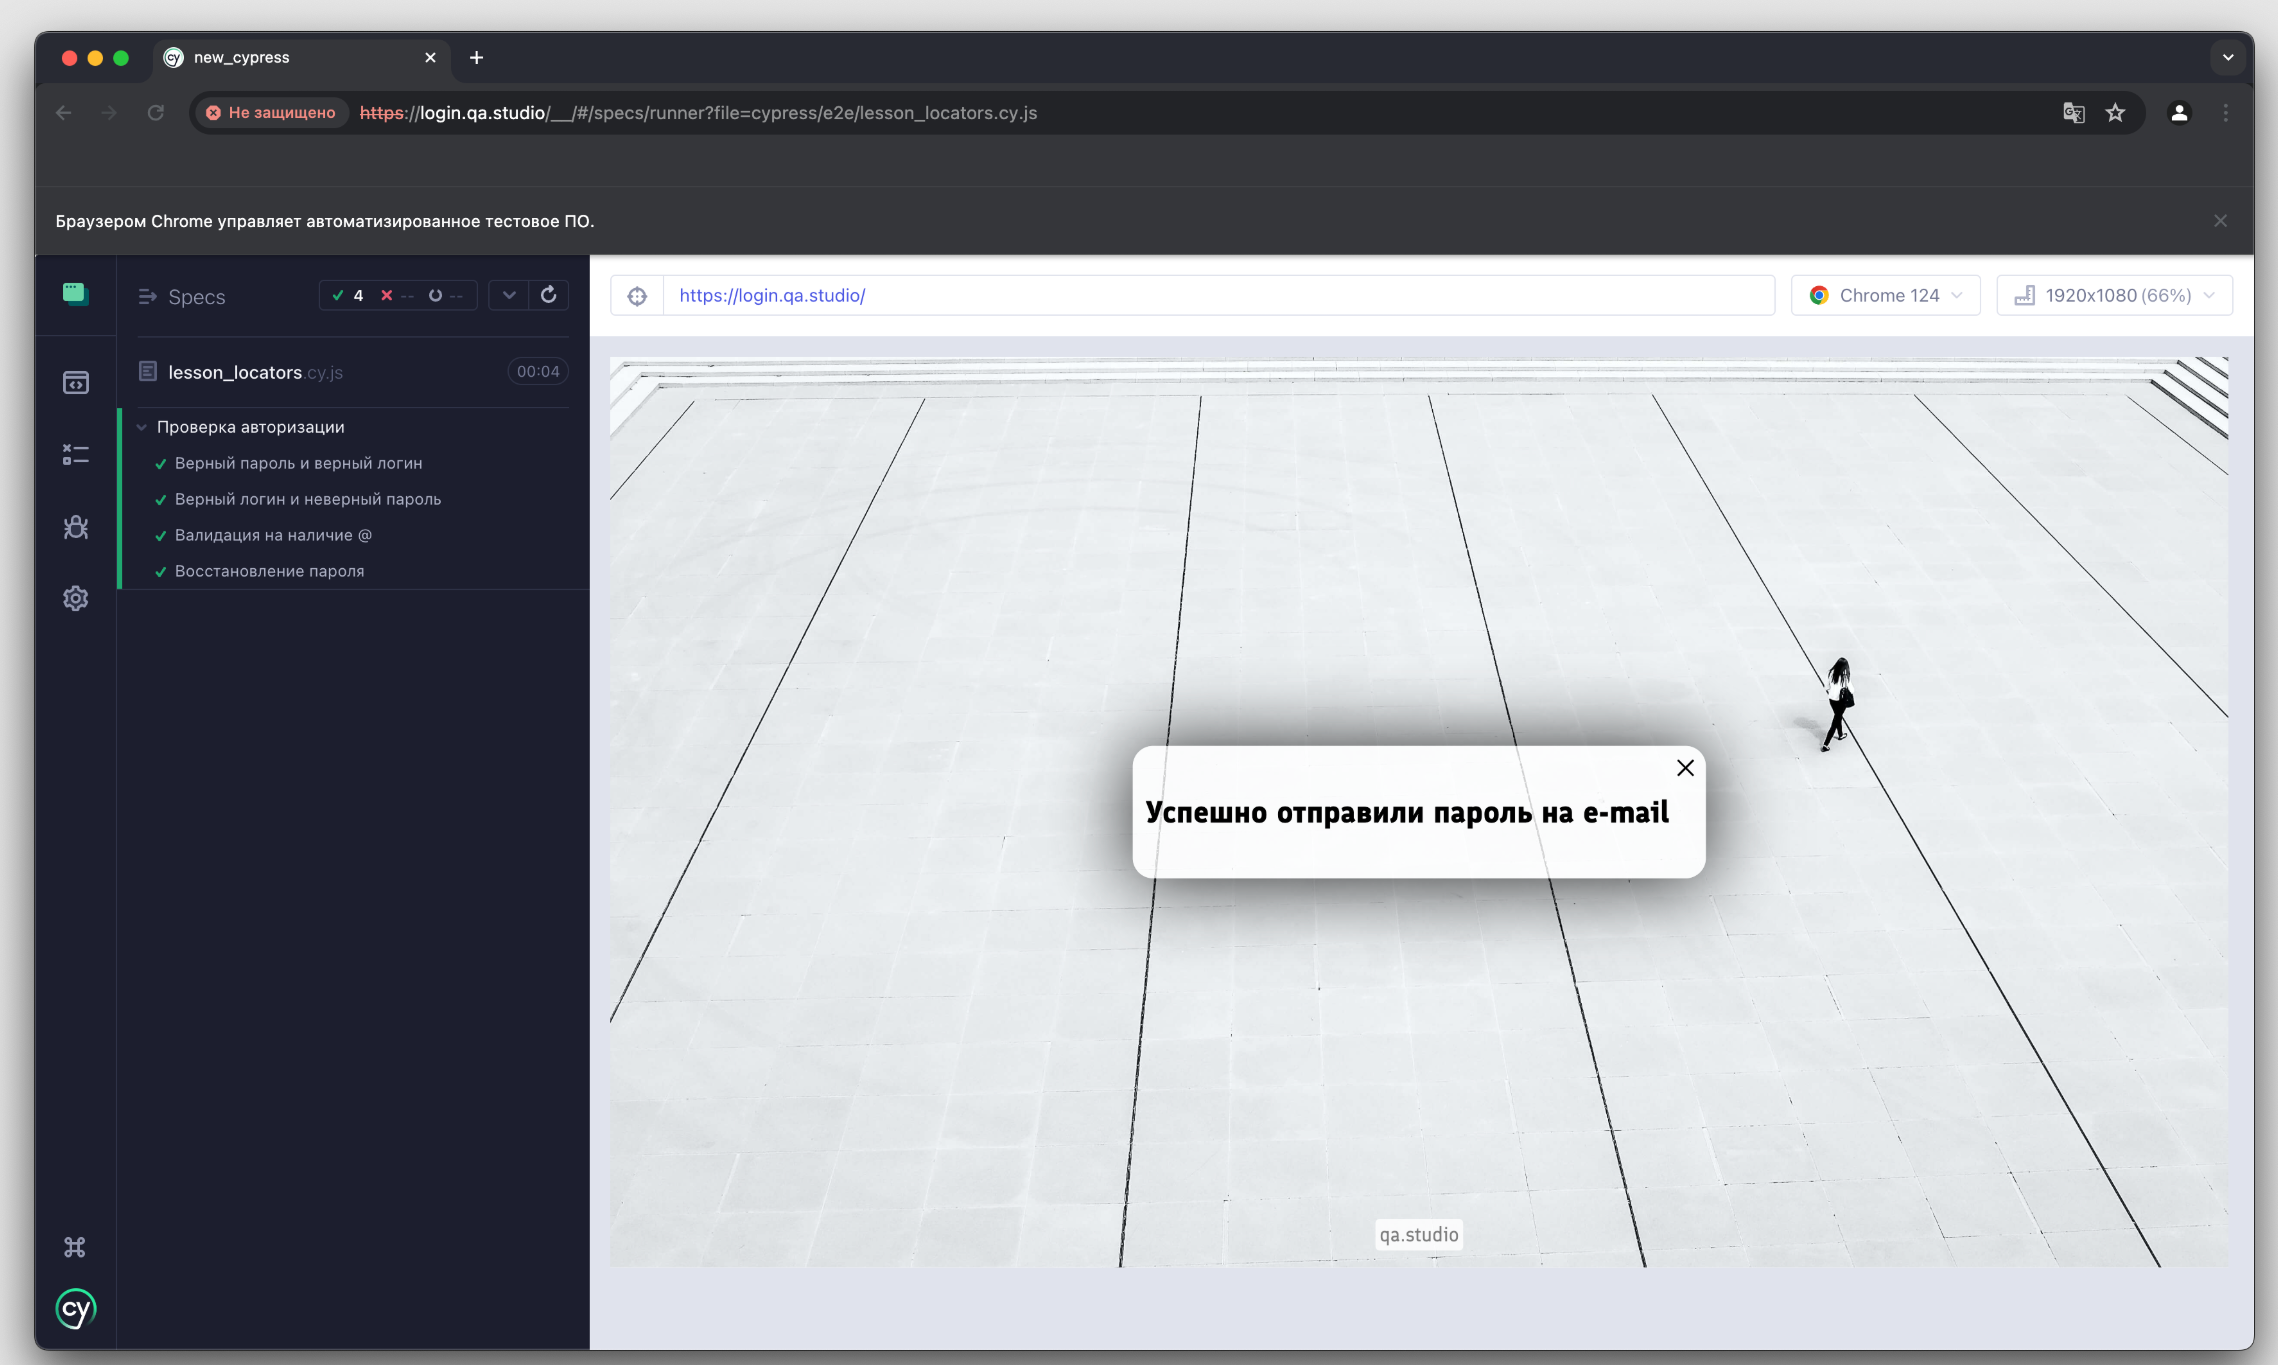 new_cypress
Не защищено
https://login.qa.studio/__/#/specs/runner?file=cypress/e2e/lesson_locators.cy.js
Браузером Chrome управляет автоматизированное тестовое ПО.
Specs
4 -- --
https://login.qa.studio/
Chrome 124
1920x1080 (66%)
lesson_locators.cy.js
00:04
Проверка авторизации
Верный пароль и верный логин
Верный логин и неверный пароль
Валидация на наличие @
Восстановление пароля
Успешно отправили пароль на e-mail
qa.studio
cy